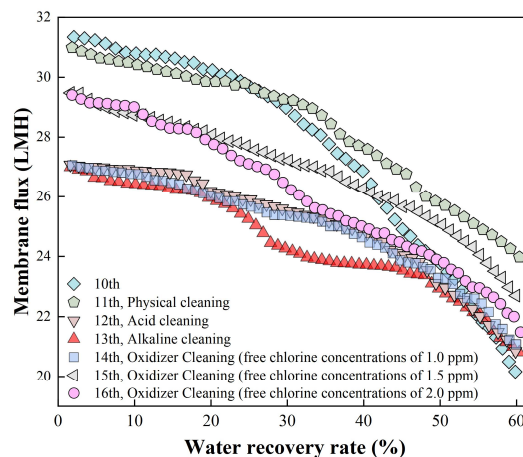 32
30
28
26
24
22
20
Membrane flux (LMH)
10th
11th, Physical cleaning
12th, Acid cleaning
13th, Alkaline cleaning
14th, Oxidizer Cleaning (free chlorine concentrations of 1.0 ppm)
15th, Oxidizer Cleaning (free chlorine concentrations of 1.5 ppm)
16th, Oxidizer Cleaning (free chlorine concentrations of 2.0 ppm)
0 10 20 30 40 50 60
Water recovery rate (%)